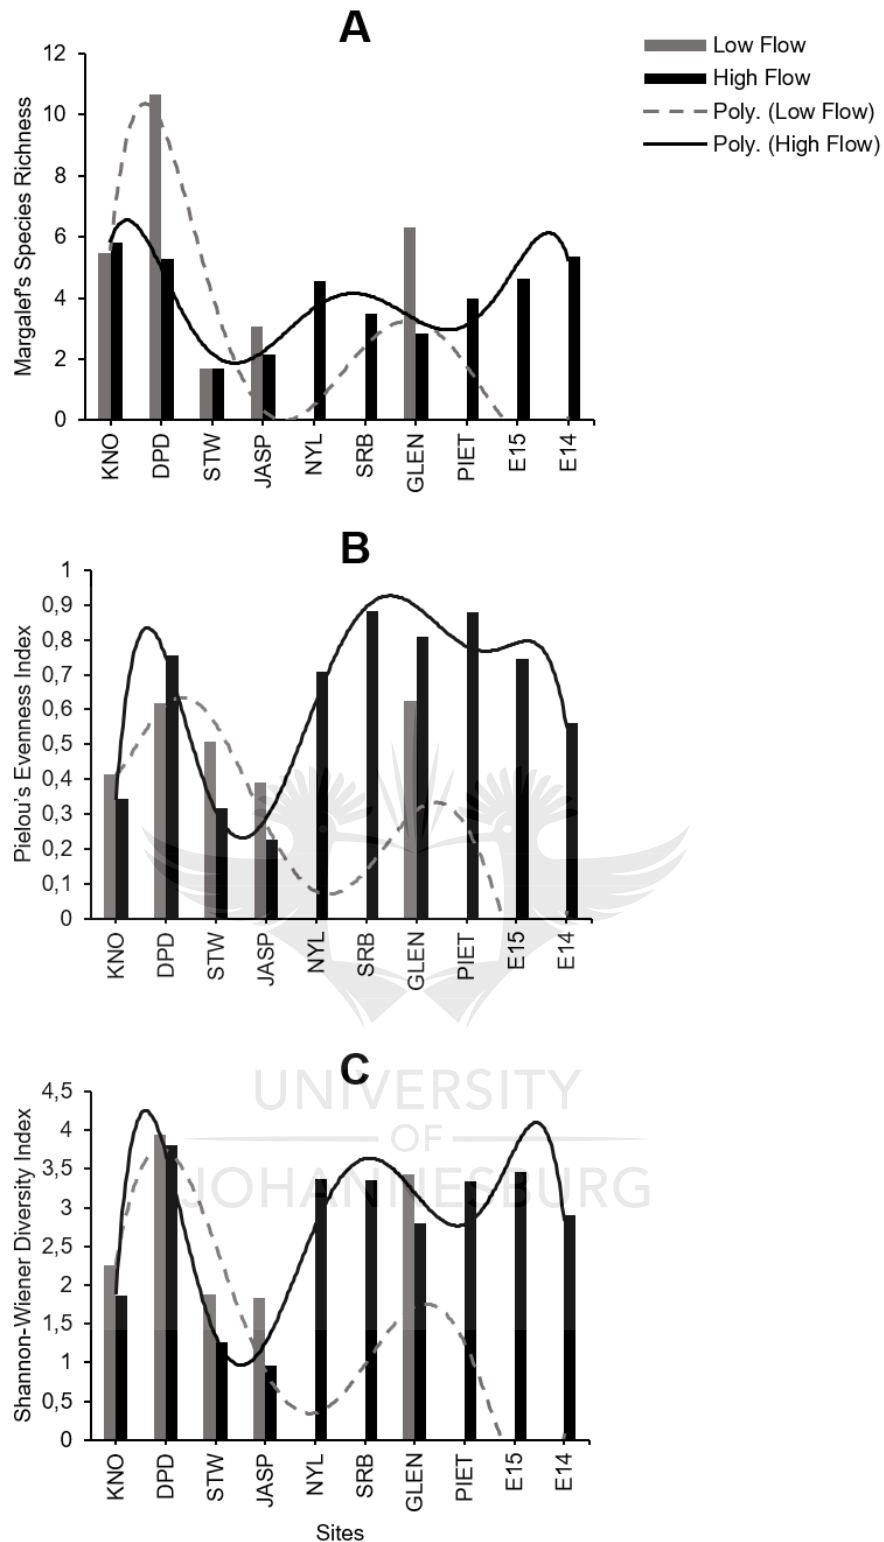 A
Low Flow
High Flow
Poly. (Low Flow)
Poly. (High Flow)
Margalef's Species Richness
12
10
8
6
4
2
0
KNO DPD STW JASP NYL SRB GLEN PIET E15 E14
B
Pielou's Evenness Index
1
0,9
0,8
0,7
0,6
0,5
0,4
0,3
0,2
0,1
0
KNO DPD STW JASP NYL SRB GLEN PIET E15 E14
C
UNIVERSITY
OF
JOHANNESBURG
Shannon-Wiener Diversity Index
4,5
4
3,5
3
2,5
2
1,5
1
0,5
0
KNO DPD STW JASP NYL SRB GLEN PIET E15 E14
Sites